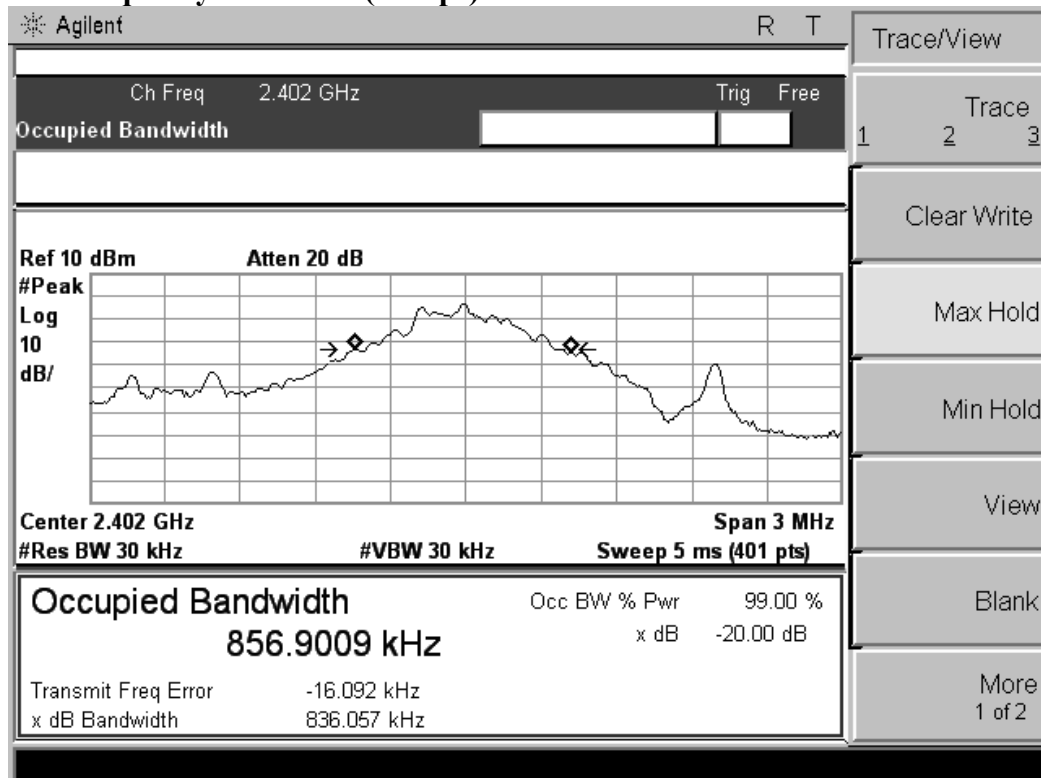 Agilent R T
Ch Freq 2.402 GHz Trig Free
Occupied Bandwidth
Ref 10 dBm Atten 20 dB
#Peak
Log
10
dB/
Center 2.402 GHz Span 3 MHz
#Res BW 30 kHz #VBW 30 kHz Sweep 5 ms (401 pts)
Occupied Bandwidth Occ BW % Pwr 99.00 %
856.9009 kHz x dB -20.00 dB
Transmit Freq Error -16.092 kHz
x dB Bandwidth 836.057 kHz
Trace/View
Trace
1 2 3
Clear Write
Max Hold
Min Hold
View
Blank
More
1 of 2